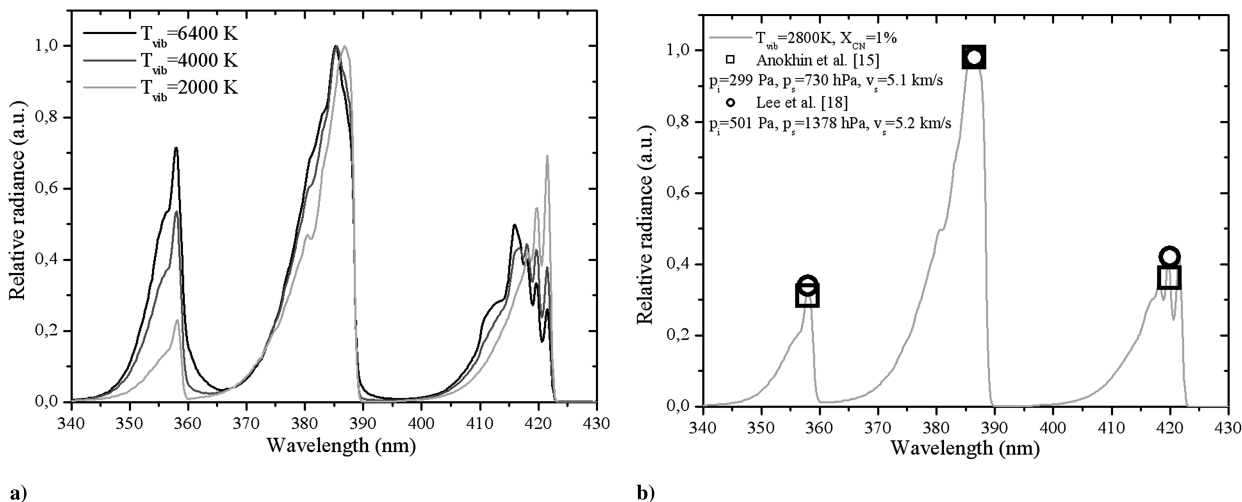 T_vib=6400 K
T_vib=4000 K
T_vib=2000 K
1,0
0,8
0,6
0,4
0,2
0,0
Relative radiance (a.u.)
340 350 360 370 380 390 400 410 420 430
Wavelength (nm)
a)
T_vib=2800K, X_CN=1%
Anokhin et al. [15]
p_i=299 Pa, p_s=730 hPa, v_s=5.1 km/s
Lee et al. [18]
p_i=501 Pa, p_s=1378 hPa, v_s=5.2 km/s
1,0
0,8
0,6
0,4
0,2
0,0
Relative radiance (a.u.)
340 350 360 370 380 390 400 410 420 430
Wavelength (nm)
b)